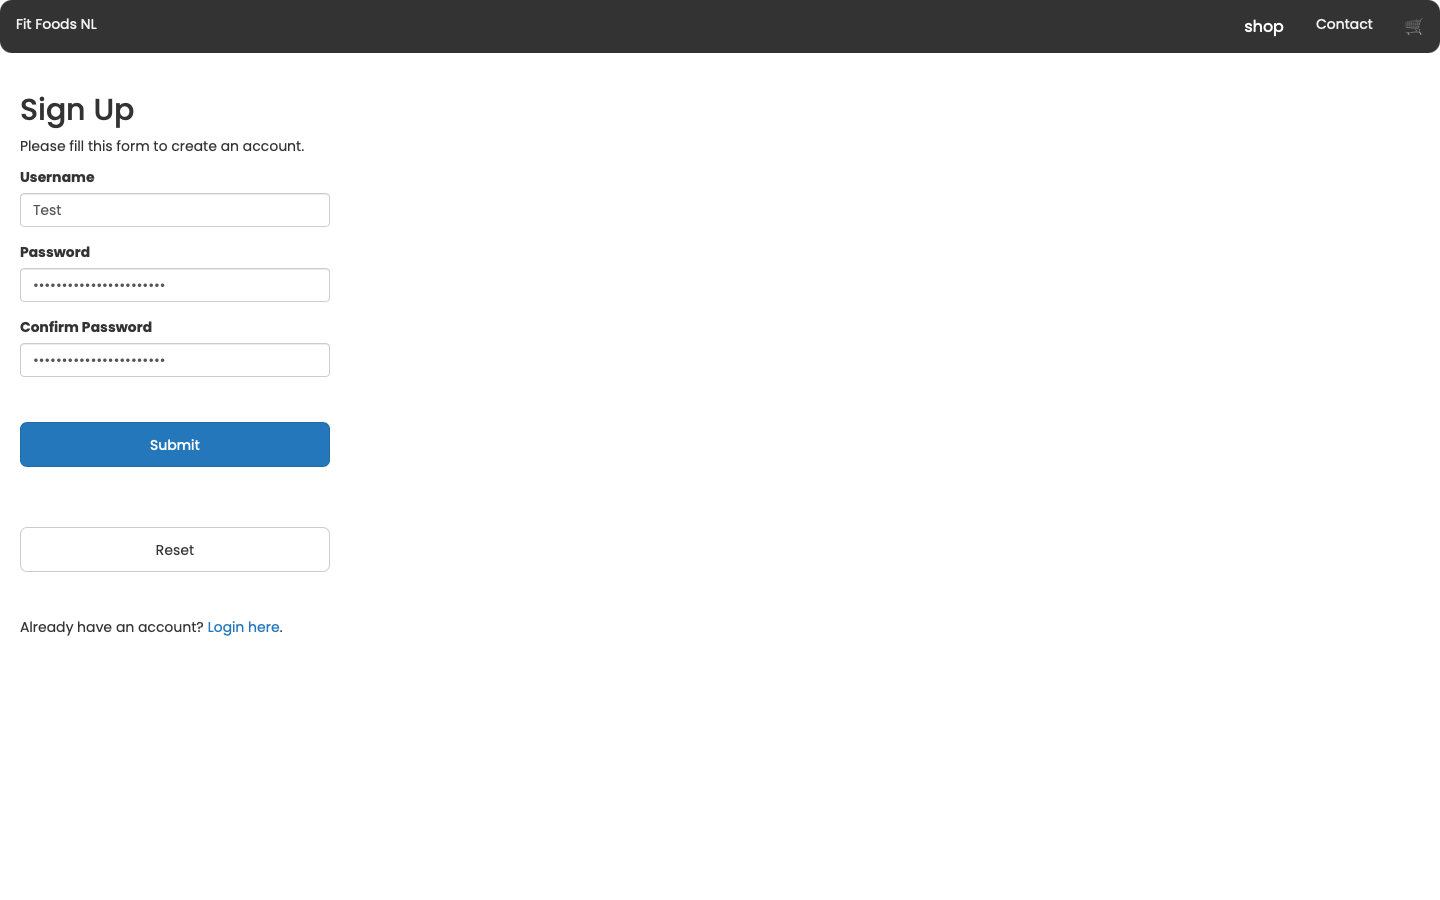 Fit Foods NL
shop
Contact
Sign Up
Please fill this form to create an account.
Username
Test
Password
•••••••••••••••••••••••
Confirm Password
•••••••••••••••••••••••
Submit
Reset
Already have an account? Login here.